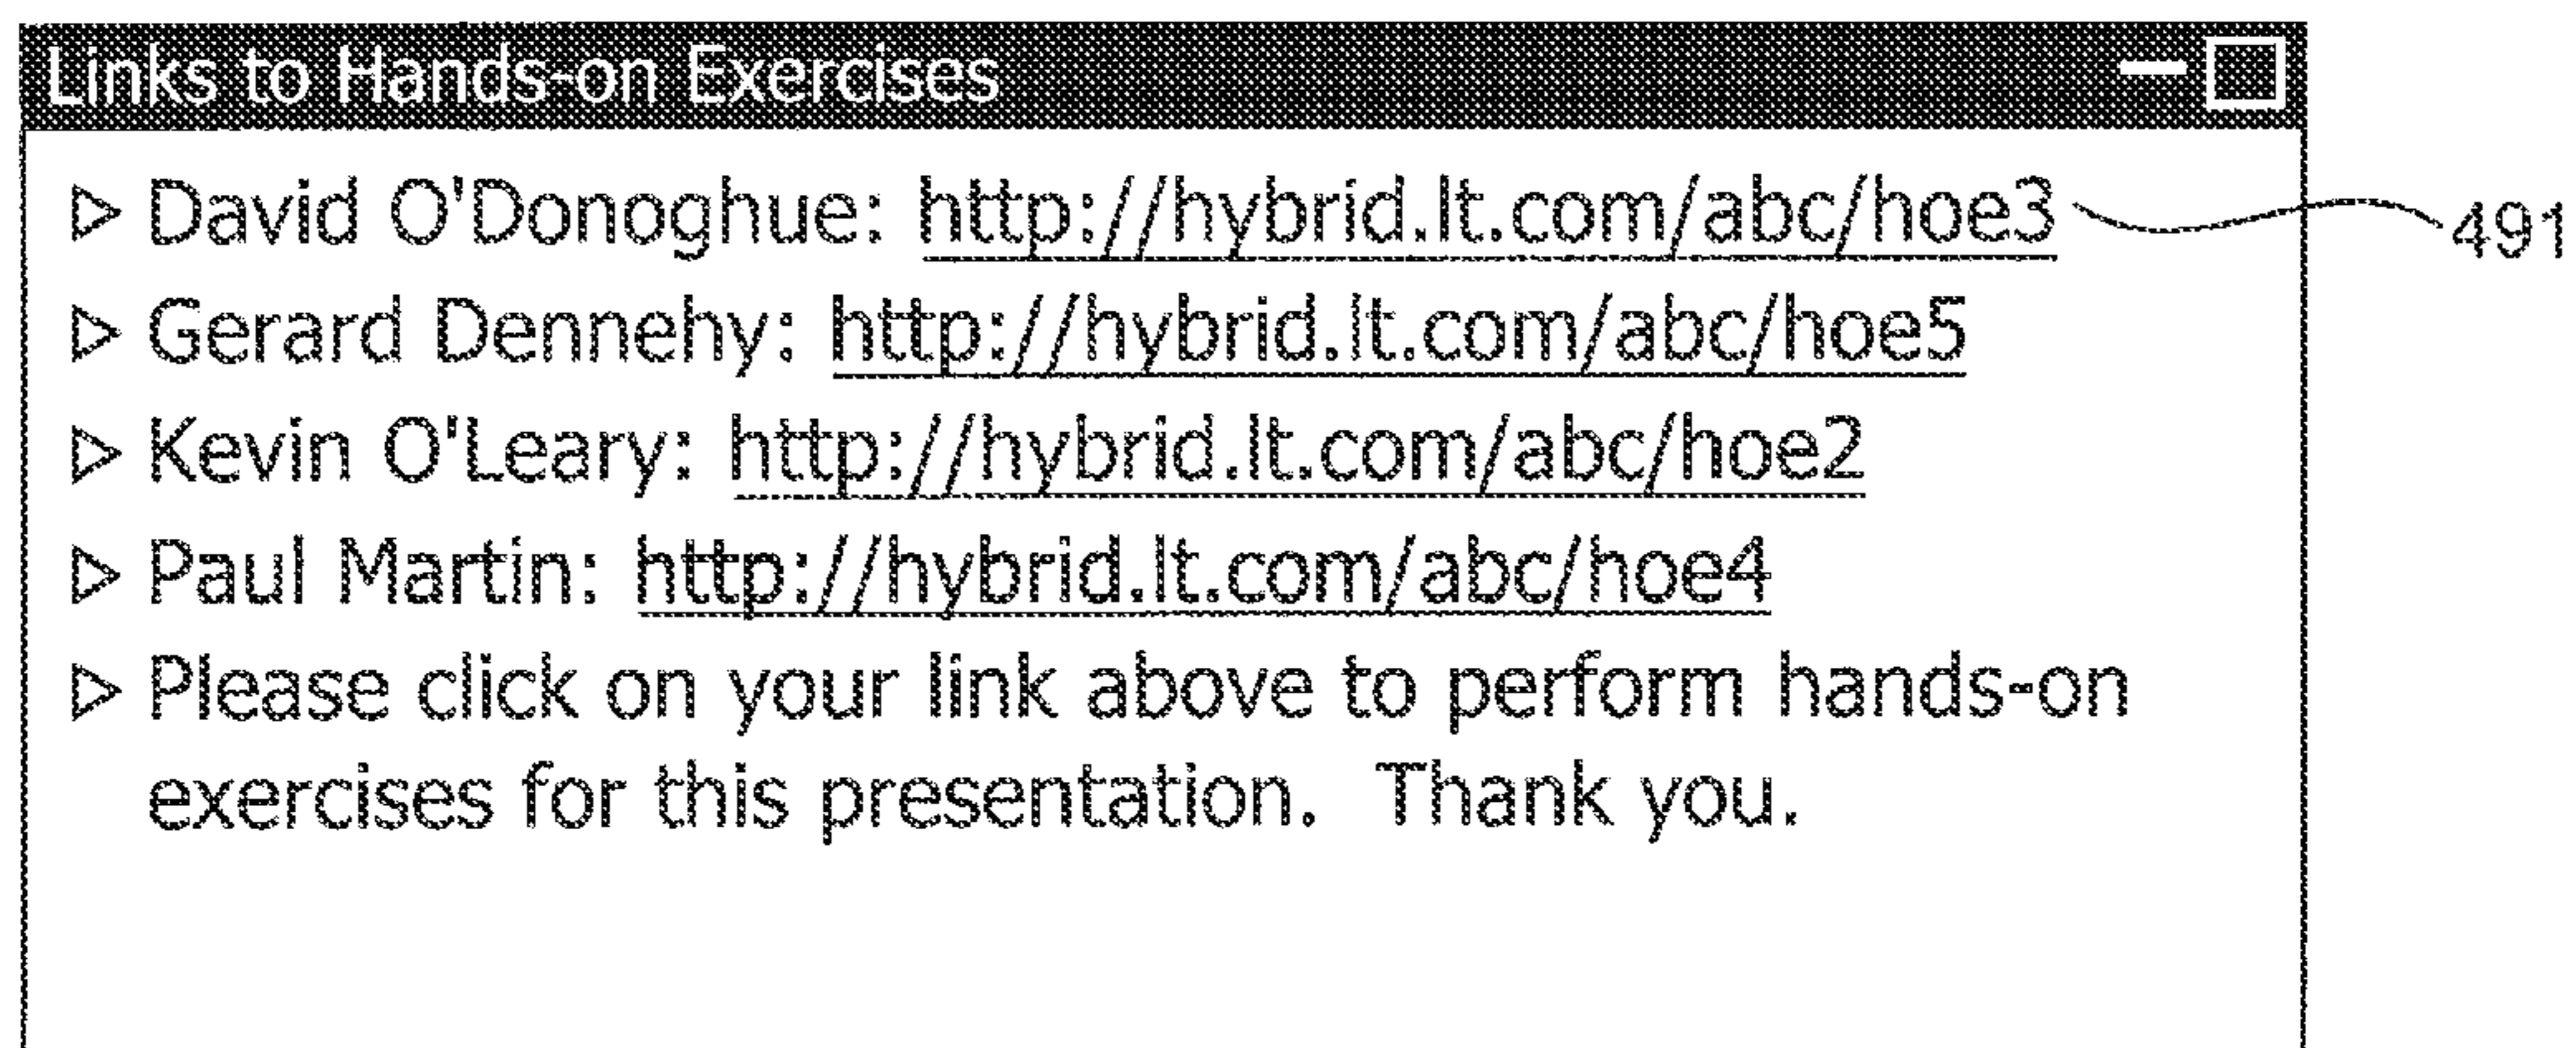 Links to Hands-on Exercises
▷ David O'Donoghue: http://hybrid.lt.com/abc/hoe3
491
▷ Gerard Dennehy: http://hybrid.lt.com/abc/hoe5
▷ Kevin O'Leary: http://hybrid.lt.com/abc/hoe2
▷ Paul Martin: http://hybrid.lt.com/abc/hoe4
▷ Please click on your link above to perform hands-on
exercises for this presentation.  Thank you.